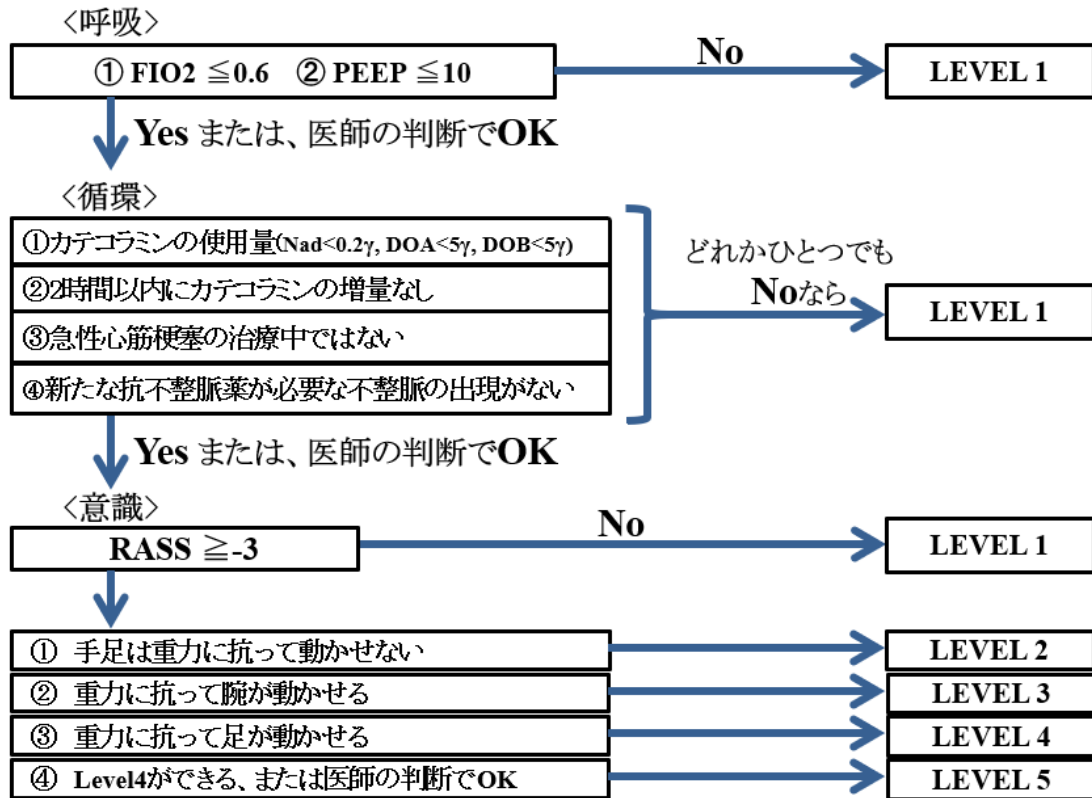 <呼吸>
① FIO2 ≦0.6 ② PEEP ≦10
No
LEVEL 1
Yes または、医師の判断でOK
<循環>
①カテコラミンの使用量(Nad<0.2γ, DOA<5γ, DOB<5γ)
②2時間以内にカテコラミンの増量なし
③急性心筋梗塞の治療中ではない
④新たな抗不整脈薬が必要な不整脈の出現がない
どれかひとつでも
Noなら
LEVEL 1
Yes または、医師の判断でOK
<意識>
RASS ≧-3
No
LEVEL 1
① 手足は重力に抗って動かせない
LEVEL 2
② 重力に抗って腕が動かせる
LEVEL 3
③ 重力に抗って足が動かせる
LEVEL 4
④ Level4ができる、または医師の判断でOK
LEVEL 5